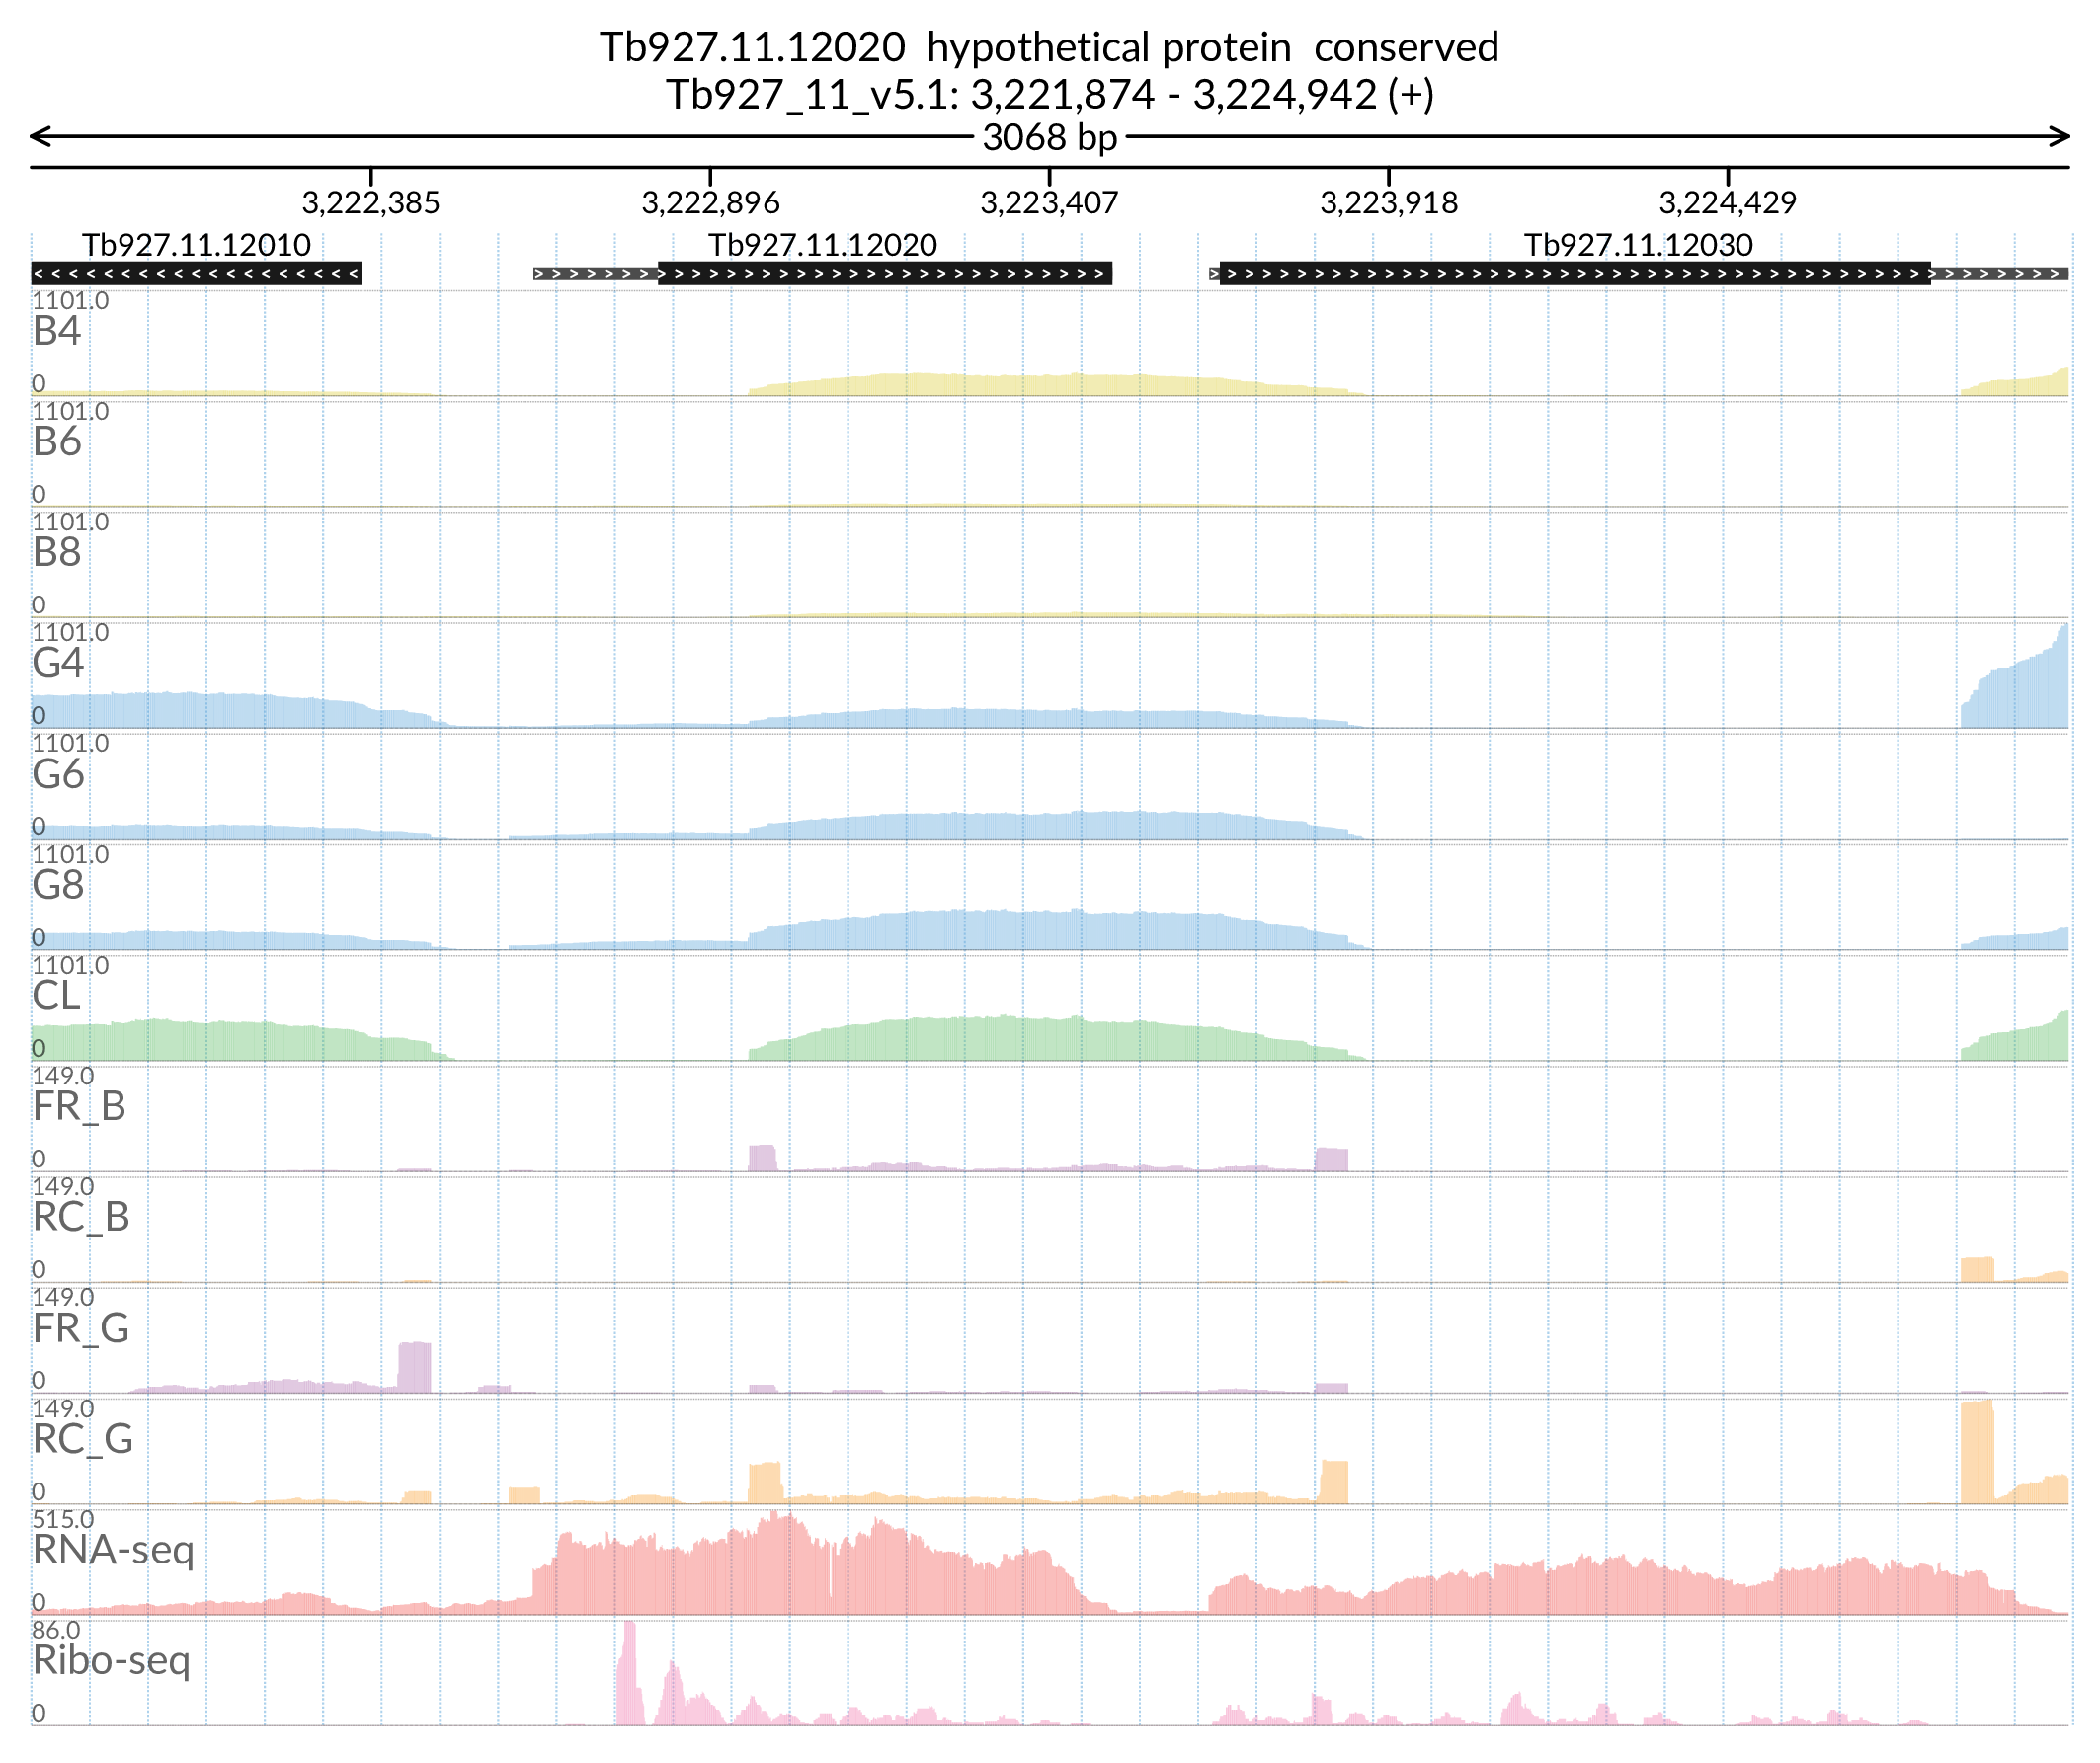 Tb927.11.12020 hypothetical protein conserved
Tb927_11_v5.1: 3,221,874 - 3,224,942 (+)
3068 bp
3,222,385 3,222,896 3,223,407 3,223,918 3,224,429
Tb927.11.12010 Tb927.11.12020 Tb927.11.12030
1101.0
B4
0
1101.0
B6
0
1101.0
B8
0
1101.0
G4
0
1101.0
G6
0
1101.0
G8
0
1101.0
CL
0
149.0
FR_B
0
149.0
RC_B
0
149.0
FR_G
0
149.0
RC_G
0
515.0
RNA-seq
0
86.0
Ribo-seq
0